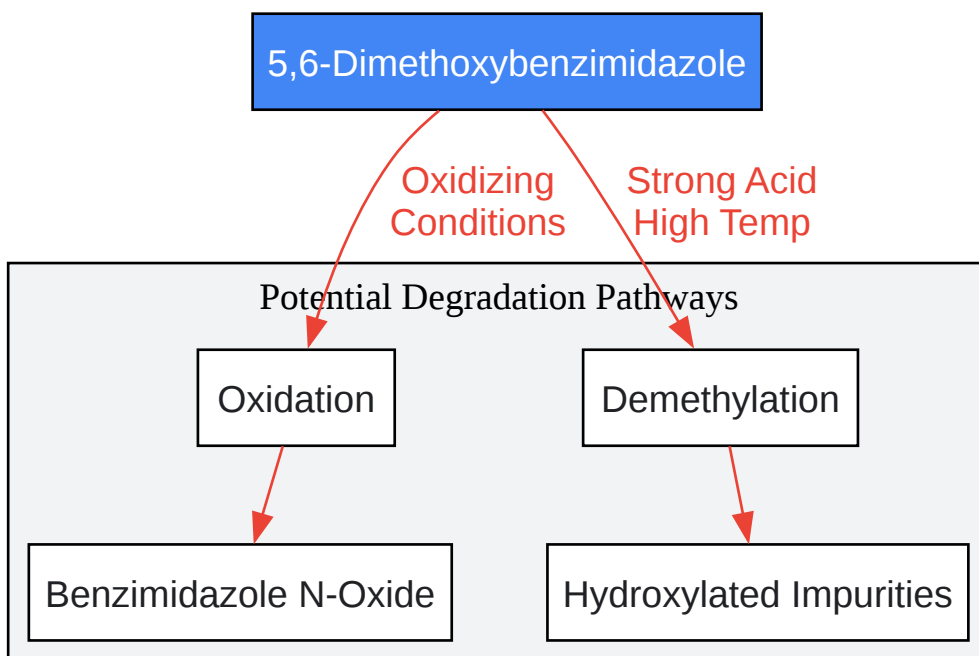 5,6-Dimethoxybenzimidazole
Oxidizing
Conditions
Strong Acid
High Temp
Potential Degradation Pathways
Oxidation
Demethylation
Benzimidazole N-Oxide
Hydroxylated Impurities